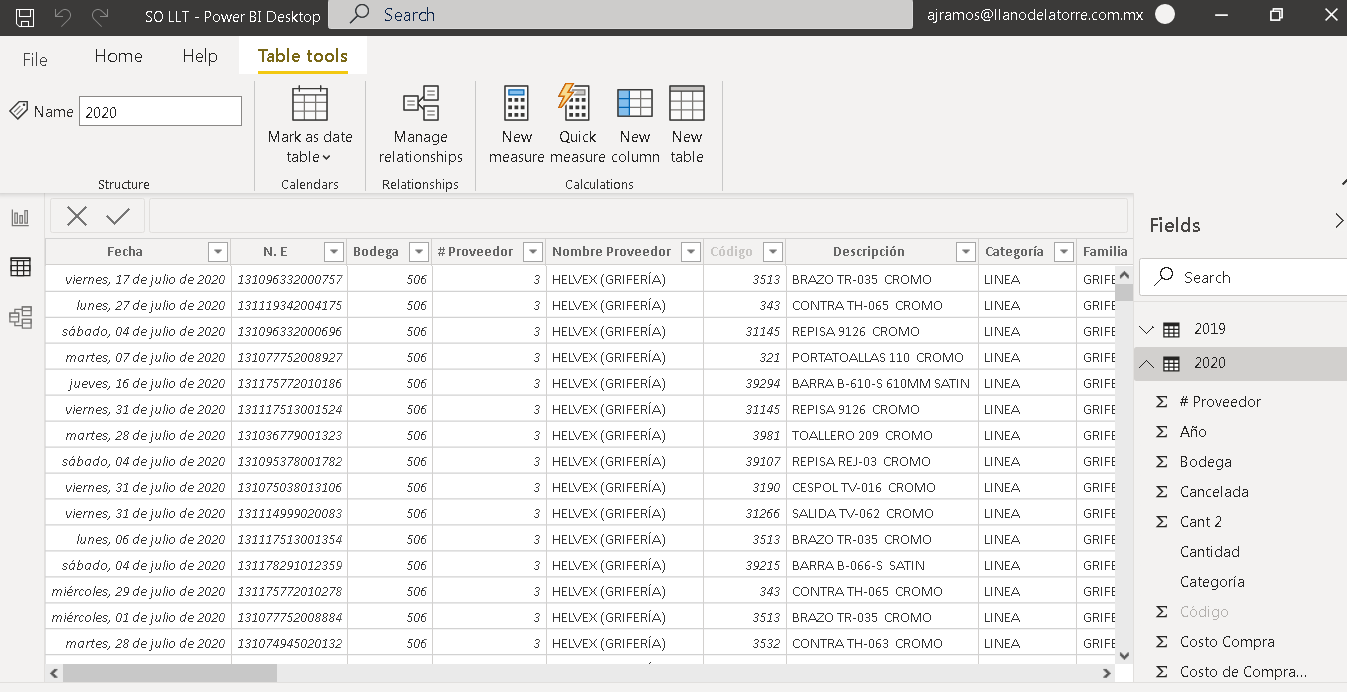 SO LLT - Power BI Desktop Search ajramos@llanodelatorre.com.mx
File Home Help Table tools
Name 2020
Mark as date table
Manage relationships
New measure
Quick measure
New column
New table
Structure Calendars Relationships Calculations
Fecha N. E Bodega # Proveedor Nombre Proveedor Código Descripción Categoría Familia
viernes, 17 de julio de 2020 131096332000757 506 3 HELVEX (GRIFERÍA) 3513 BRAZO TR-035 CROMO LINEA GRIFE
lunes, 27 de julio de 2020 131119342004175 506 3 HELVEX (GRIFERÍA) 343 CONTRA TH-065 CROMO LINEA GRIFE
sábado, 04 de julio de 2020 131096332000696 506 3 HELVEX (GRIFERÍA) 31145 REPISA 9126 CROMO LINEA GRIFE
martes, 07 de julio de 2020 131077752008927 506 3 HELVEX (GRIFERÍA) 321 PORTATOALLAS 110 CROMO LINEA GRIFE
jueves, 16 de julio de 2020 131175772010186 506 3 HELVEX (GRIFERÍA) 39294 BARRA B-610-S 610MM SATIN LINEA GRIFE
viernes, 31 de julio de 2020 131117513001524 506 3 HELVEX (GRIFERÍA) 31145 REPISA 9126 CROMO LINEA GRIFE
martes, 28 de julio de 2020 131036779001323 506 3 HELVEX (GRIFERÍA) 3981 TOALLERO 209 CROMO LINEA GRIFE
sábado, 04 de julio de 2020 131095378001782 506 3 HELVEX (GRIFERÍA) 39107 REPISA REJ-03 CROMO LINEA GRIFE
viernes, 31 de julio de 2020 131075038013106 506 3 HELVEX (GRIFERÍA) 3190 CESPOL TV-016 CROMO LINEA GRIFE
viernes, 31 de julio de 2020 131114999020083 506 3 HELVEX (GRIFERÍA) 31266 SALIDA TV-062 CROMO LINEA GRIFE
lunes, 06 de julio de 2020 131117513001354 506 3 HELVEX (GRIFERÍA) 3513 BRAZO TR-035 CROMO LINEA GRIFE
sábado, 04 de julio de 2020 131178291012359 506 3 HELVEX (GRIFERÍA) 39215 BARRA B-066-S SATIN LINEA GRIFE
miércoles, 29 de julio de 2020 131175772010278 506 3 HELVEX (GRIFERÍA) 343 CONTRA TH-065 CROMO LINEA GRIFE
miércoles, 01 de julio de 2020 131077752008884 506 3 HELVEX (GRIFERÍA) 3513 BRAZO TR-035 CROMO LINEA GRIFE
martes, 28 de julio de 2020 131074945020132 506 3 HELVEX (GRIFERÍA) 3532 CONTRA TH-063 CROMO LINEA GRIFE
Fields
Search
2019
2020
Σ # Proveedor
Σ Año
Σ Bodega
Σ Cancelada
Σ Cant 2
Cantidad
Categoría
Σ Código
Σ Costo Compra
Σ Costo de Compra...